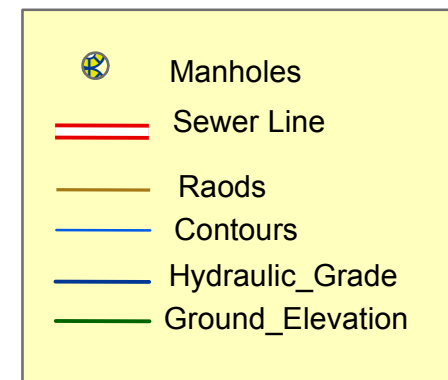 Manholes
Sewer Line
Raods
Contours
Hydraulic_Grade
Ground_Elevation